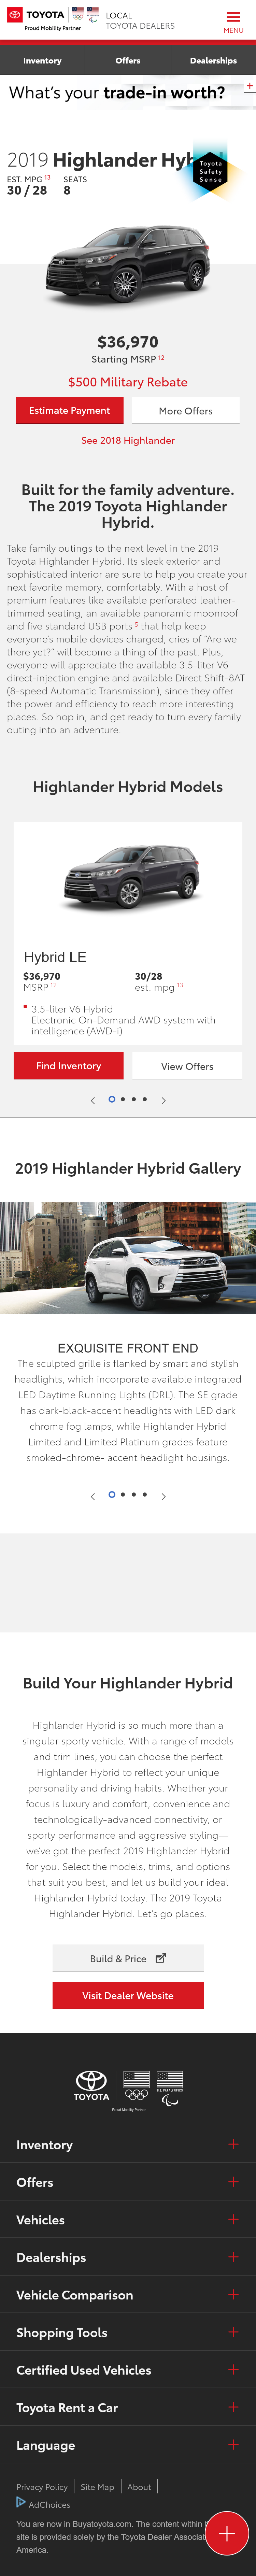 TOYOTA
Proud Mobility Partner
LOCAL
TOYOTA DEALERS
MENU
Inventory
Offers
Dealerships
What's your trade-in worth?
2019 Highlander
EST. MPG 13
SEATS
30 / 28
8
Toyota
Safety
Sense
$36,970
Starting MSRP 12
$500 Military Rebate
Estimate Payment
More Offers
See 2018 Highlander
Built for the family adventure.
The 2019 Toyota Highlander
Hybrid.
Take family outings to the next level in the 2019
Toyota Highlander Hybrid. Its sleek exterior and
sophisticated interior are sure to help you create your
next favorite memory, comfortably. With a host of
premium features like available perforated leather-
trimmed seating, an available panoramic moonroof
and five standard USB ports 5 that help keep
everyone's mobile devices charged, cries of "Are we
there yet?" will become a thing of the past. Plus,
everyone will appreciate the available 3.5-liter V6
direct-injection engine and available Direct Shift-8AT
(8-speed Automatic Transmission), since they offer
the power and efficiency to reach more interesting
places. So hop in, and get ready to turn every family
outing into an adventure.
Highlander Hybrid Models
Hybrid LE
$36,970
30/28
MSRP 12
est. mpg 13
3.5-liter V6 Hybrid
Electronic On-Demand AWD system with
intelligence (AWD-i)
Find Inventory
View Offers
2019 Highlander Hybrid Gallery
EXQUISITE FRONT END
The sculpted grille is flanked by smart and stylish
headlights, which incorporate available integrated
LED Daytime Running Lights (DRL). The SE grade
has dark-black-accent headlights with LED dark
chrome fog lamps, while Highlander Hybrid
Limited and Limited Platinum grades feature
smoked-chrome- accent headlight housings.
Build Your Highlander Hybrid
Highlander Hybrid is so much more than a
singular sporty vehicle. With a range of models
and trim lines, you can choose the perfect
Highlander Hybrid to reflect your unique
personality and driving habits. Whether your
focus is luxury and comfort, convenience and
technologically-advanced connectivity, or
sporty performance and aggressive styling—
we've got the perfect 2019 Highlander Hybrid
for you. Select the models, trims, and options
that suit you best, and let us build your ideal
Highlander Hybrid today. The 2019 Toyota
Highlander Hybrid. Let's go places.
Build & Price
Visit Dealer Website
TOYOTA
Proud Mobility Partner
Inventory
Offers
Vehicles
Dealerships
Vehicle Comparison
Shopping Tools
Certified Used Vehicles
Toyota Rent a Car
Language
Privacy Policy
Site Map
About
AdChoices
You are now in Buyatoyota.com. The content within
site is provided solely by the Toyota Dealer
America.